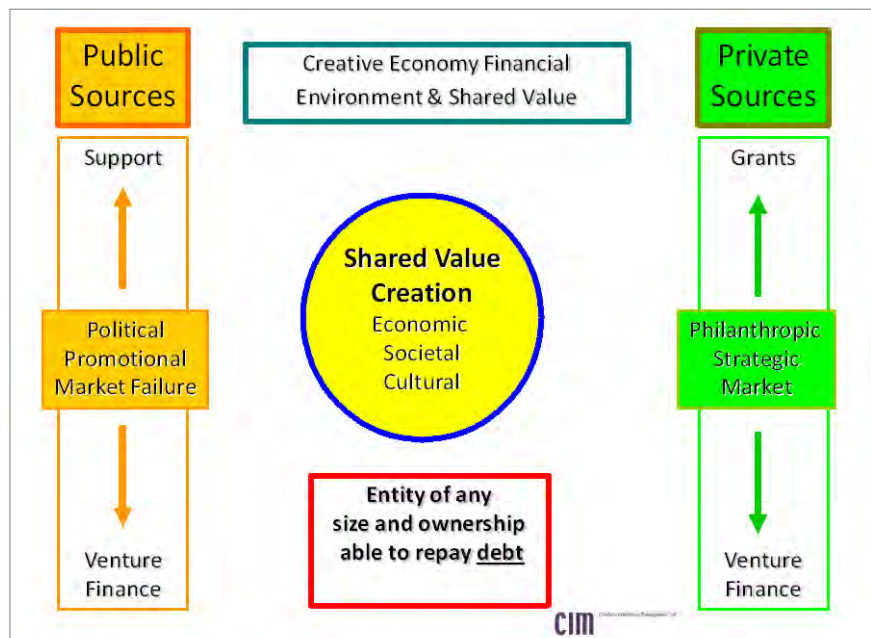 Public
Sources
Creative Economy Financial
Environment & Shared Value
Private
Sources
Support
Political
Promotional
Market Failure
Venture
Finance
Shared Value
Creation
Economic
Societal
Cultural
Entity of any
size and ownership
able to repay debt
Grants
Philanthropic
Strategic
Market
Venture
Finance
CIM